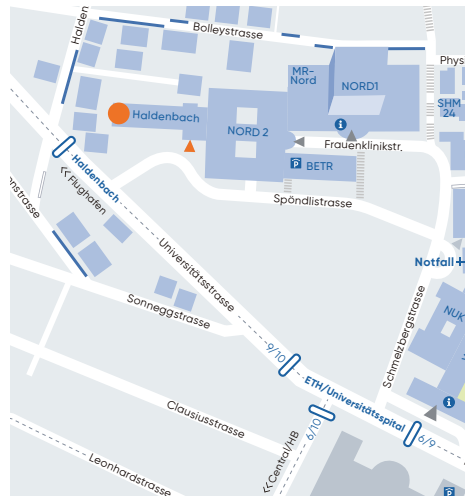 Bolleystrasse
Halden
Phys
MR-
Nord
NORD1
SHM
24
Haldenbach
NORD 2
i
Frauenklinikstr.
P
BETR
Haldenbach
<<Flughafen
Spöndlistrasse
onstrasse
Universitätsstrasse
Notfall
Sonneggstrasse
Schmelzbergstrasse
NUK
9/10
ETH/Universitätsspital
i
Clausiusstrasse
6/10
6/9
<<Central/HB
Leonhardstrasse
P